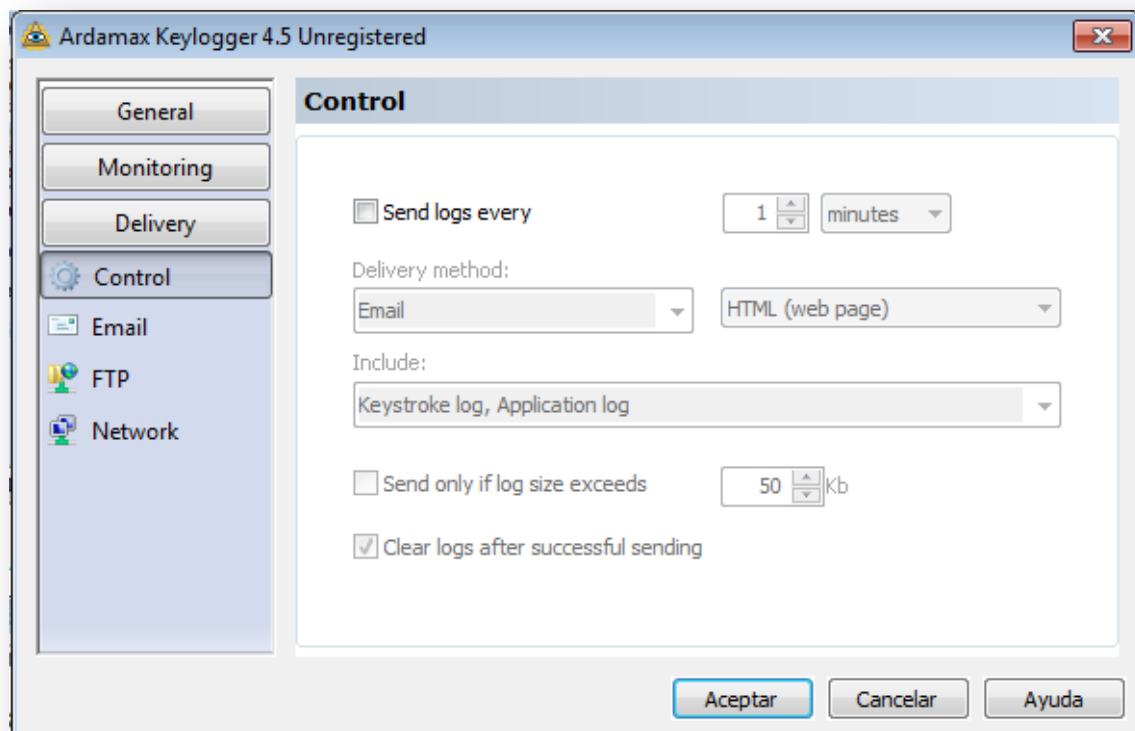 Ardamax Keylogger 4.5 Unregistered
General
Monitoring
Delivery
Control
Email
FTP
Network
Control
Send logs every 1 minutes
Delivery method:
Email HTML (web page)
Include:
Keystroke log, Application log
Send only if log size exceeds 50 Kb
Clear logs after successful sending
Aceptar Cancelar Ayuda